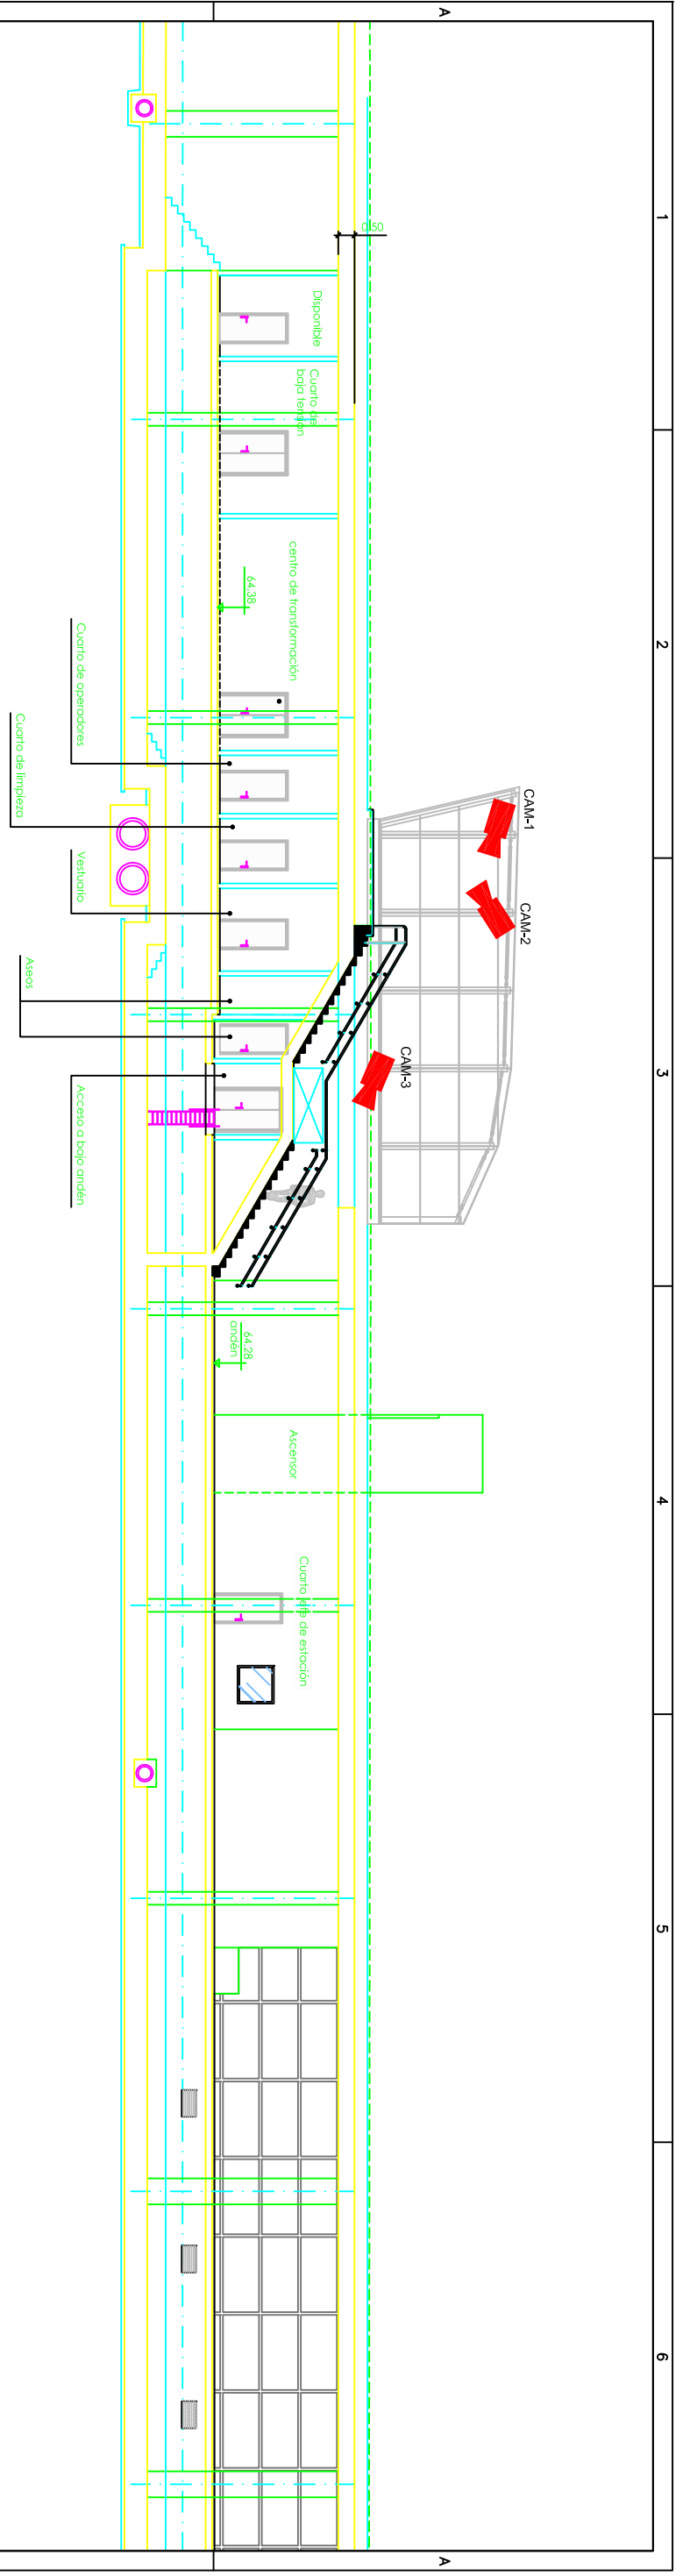 1
2
3
4
5
6
A
A
CAM-1
CAM-2
CAM-3
0.50
Disponible
Cuarto de
baja tension
centro de transformación
64.38
Cuarto de operadores
Cuarto de limpieza
Vestuario
Aseos
Acceso a bajo andén
64.28
andén
Ascensor
Cuarto jefe de estación